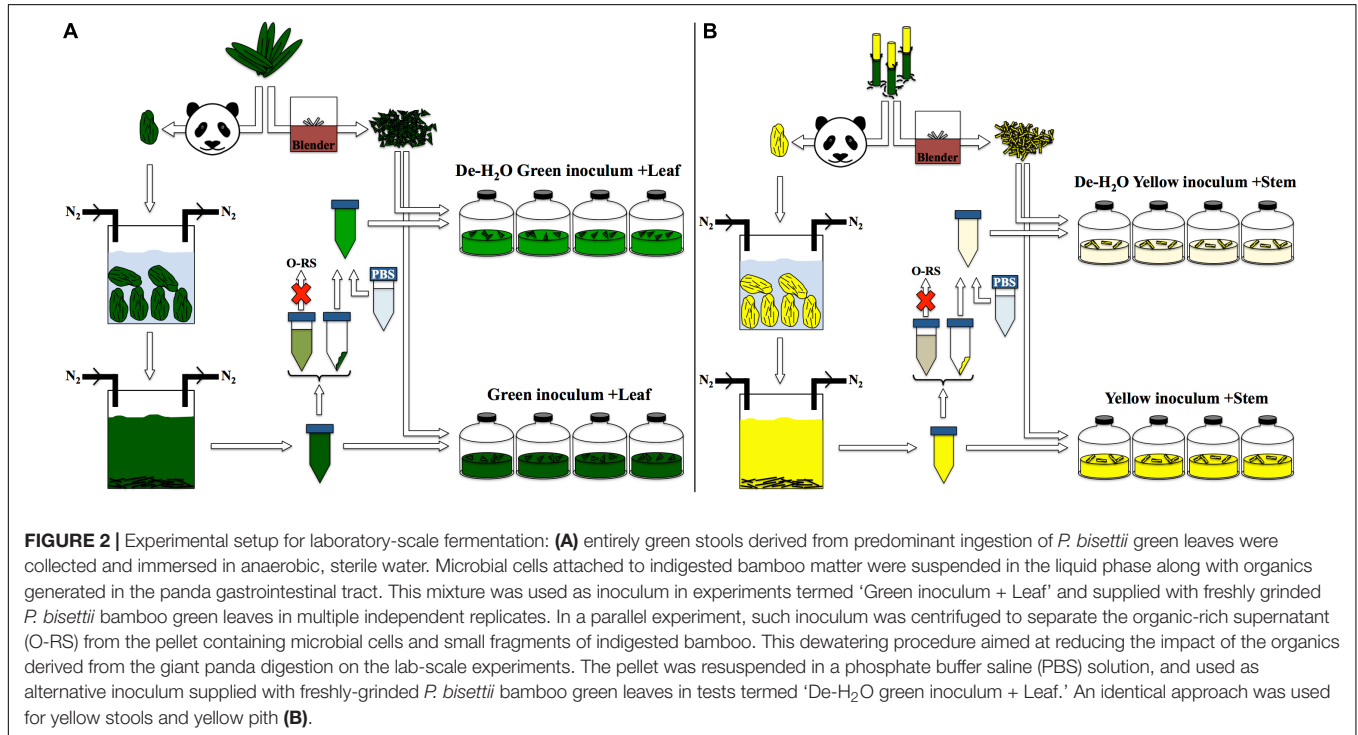 A
Blender
De-H₂O Green inoculum +Leaf
N₂
N₂
O-RS
PBS
N₂
N₂
Green inoculum +Leaf
B
Blender
De-H₂O Yellow inoculum +Stem
N₂
N₂
O-RS
PBS
N₂
N₂
Yellow inoculum +Stem
FIGURE 2 | Experimental setup for laboratory-scale fermentation: (A) entirely green stools derived from predominant ingestion of P. bisettii green leaves were
collected and immersed in anaerobic, sterile water. Microbial cells attached to indigested bamboo matter were suspended in the liquid phase along with organics
generated in the panda gastrointestinal tract. This mixture was used as inoculum in experiments termed ‘Green inoculum + Leaf’ and supplied with freshly grinded
P. bisettii bamboo green leaves in multiple independent replicates. In a parallel experiment, such inoculum was centrifuged to separate the organic-rich supernatant
(O-RS) from the pellet containing microbial cells and small fragments of indigested bamboo. This dewatering procedure aimed at reducing the impact of the organics
derived from the giant panda digestion on the lab-scale experiments. The pellet was resuspended in a phosphate buffer saline (PBS) solution, and used as
alternative inoculum supplied with freshly-grinded P. bisettii bamboo green leaves in tests termed ‘De-H₂O green inoculum + Leaf.’ An identical approach was used
for yellow stools and yellow pith (B).